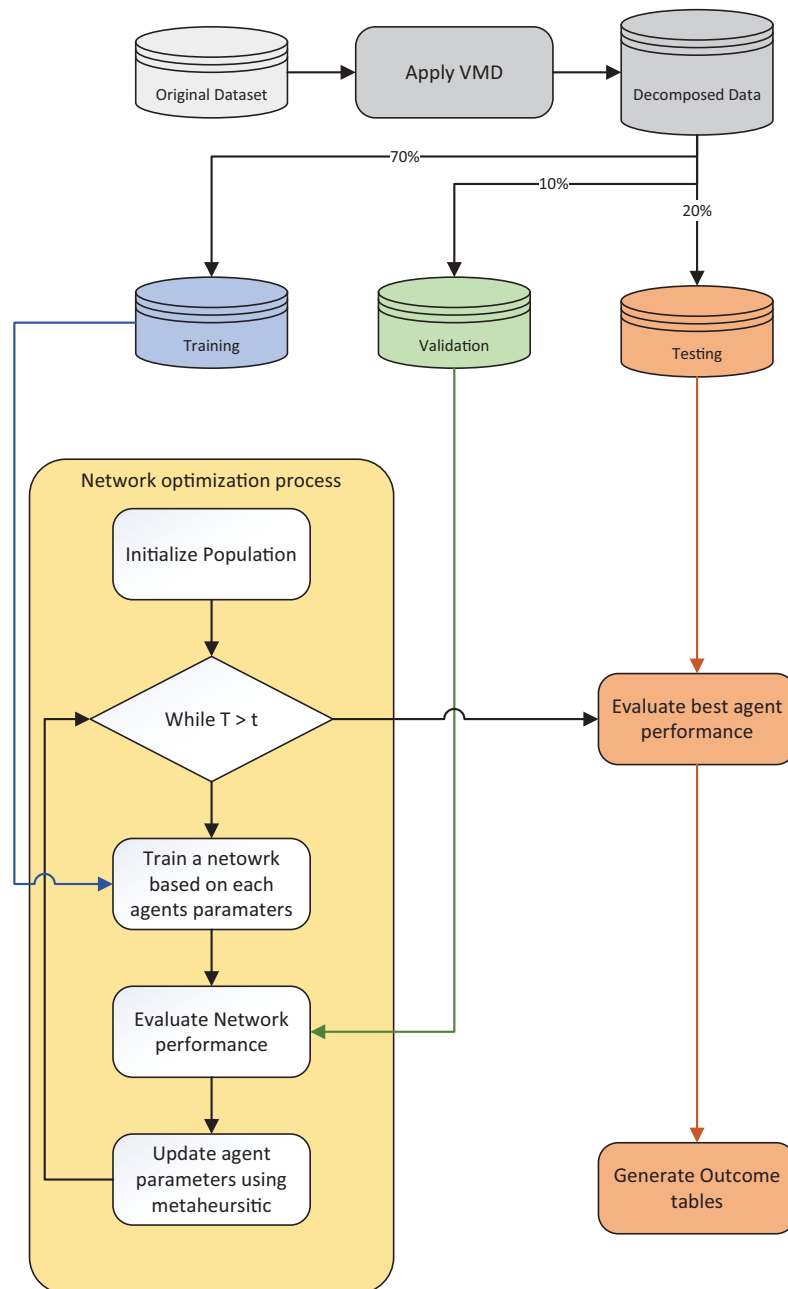 Original Dataset
Apply VMD
Decomposed Data
70%
10%
20%
Training
Validation
Testing
Network optimization process
Initialize Population
While T > t
Evaluate best agent
performance
Train a netowrk
based on each
agents paramaters
Evaluate Network
performance
Update agent
parameters using
metaheursitic
Generate Outcome
tables